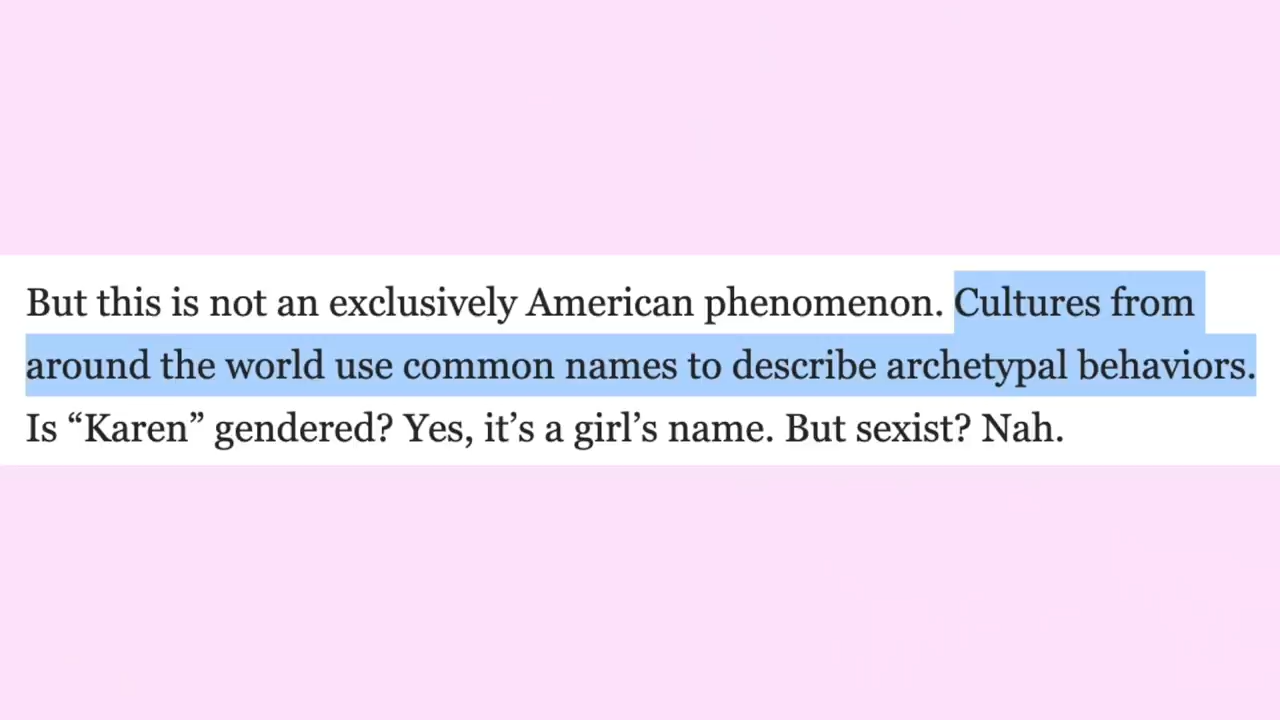 But this is not an exclusively American phenomenon. Cultures from
around the world use common names to describe archetypal behaviors.
Is “Karen” gendered? Yes, it’s a girl’s name. But sexist? Nah.